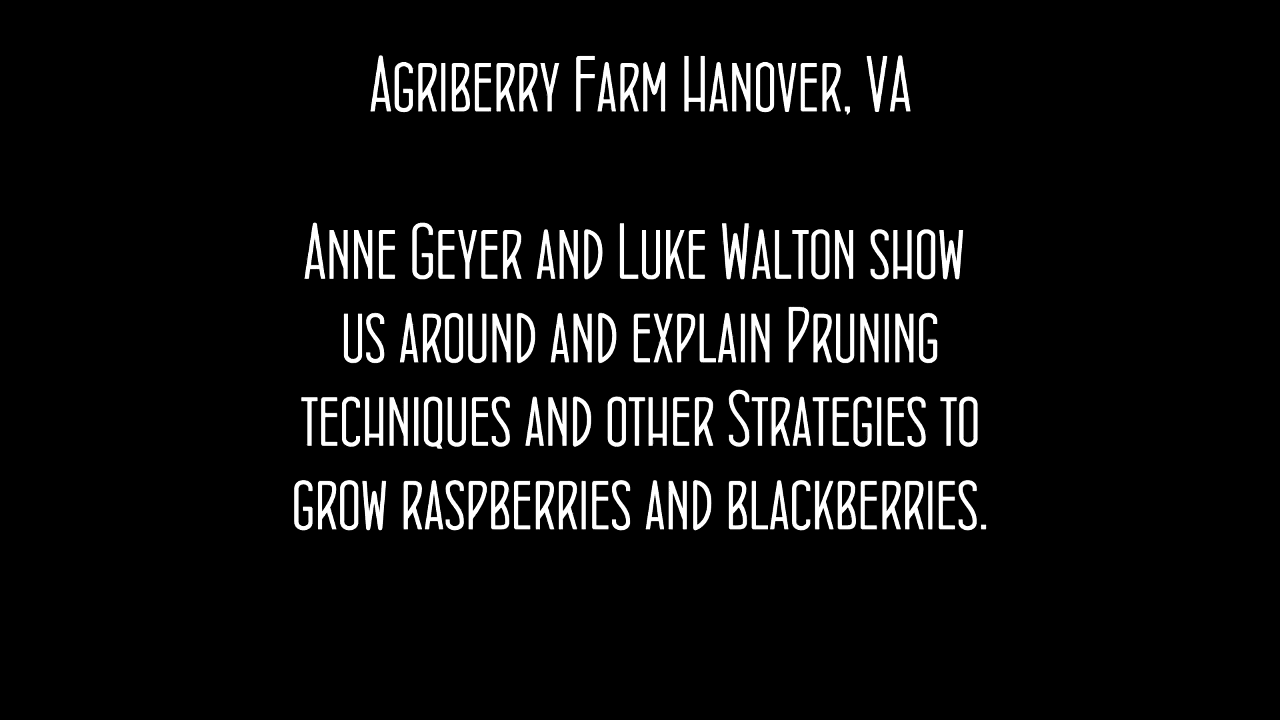 Agriberry Farm Hanover, VA
Anne Geyer and Luke Walton show
us around and explain Pruning
techniques and other Strategies to
grow raspberries and blackberries.